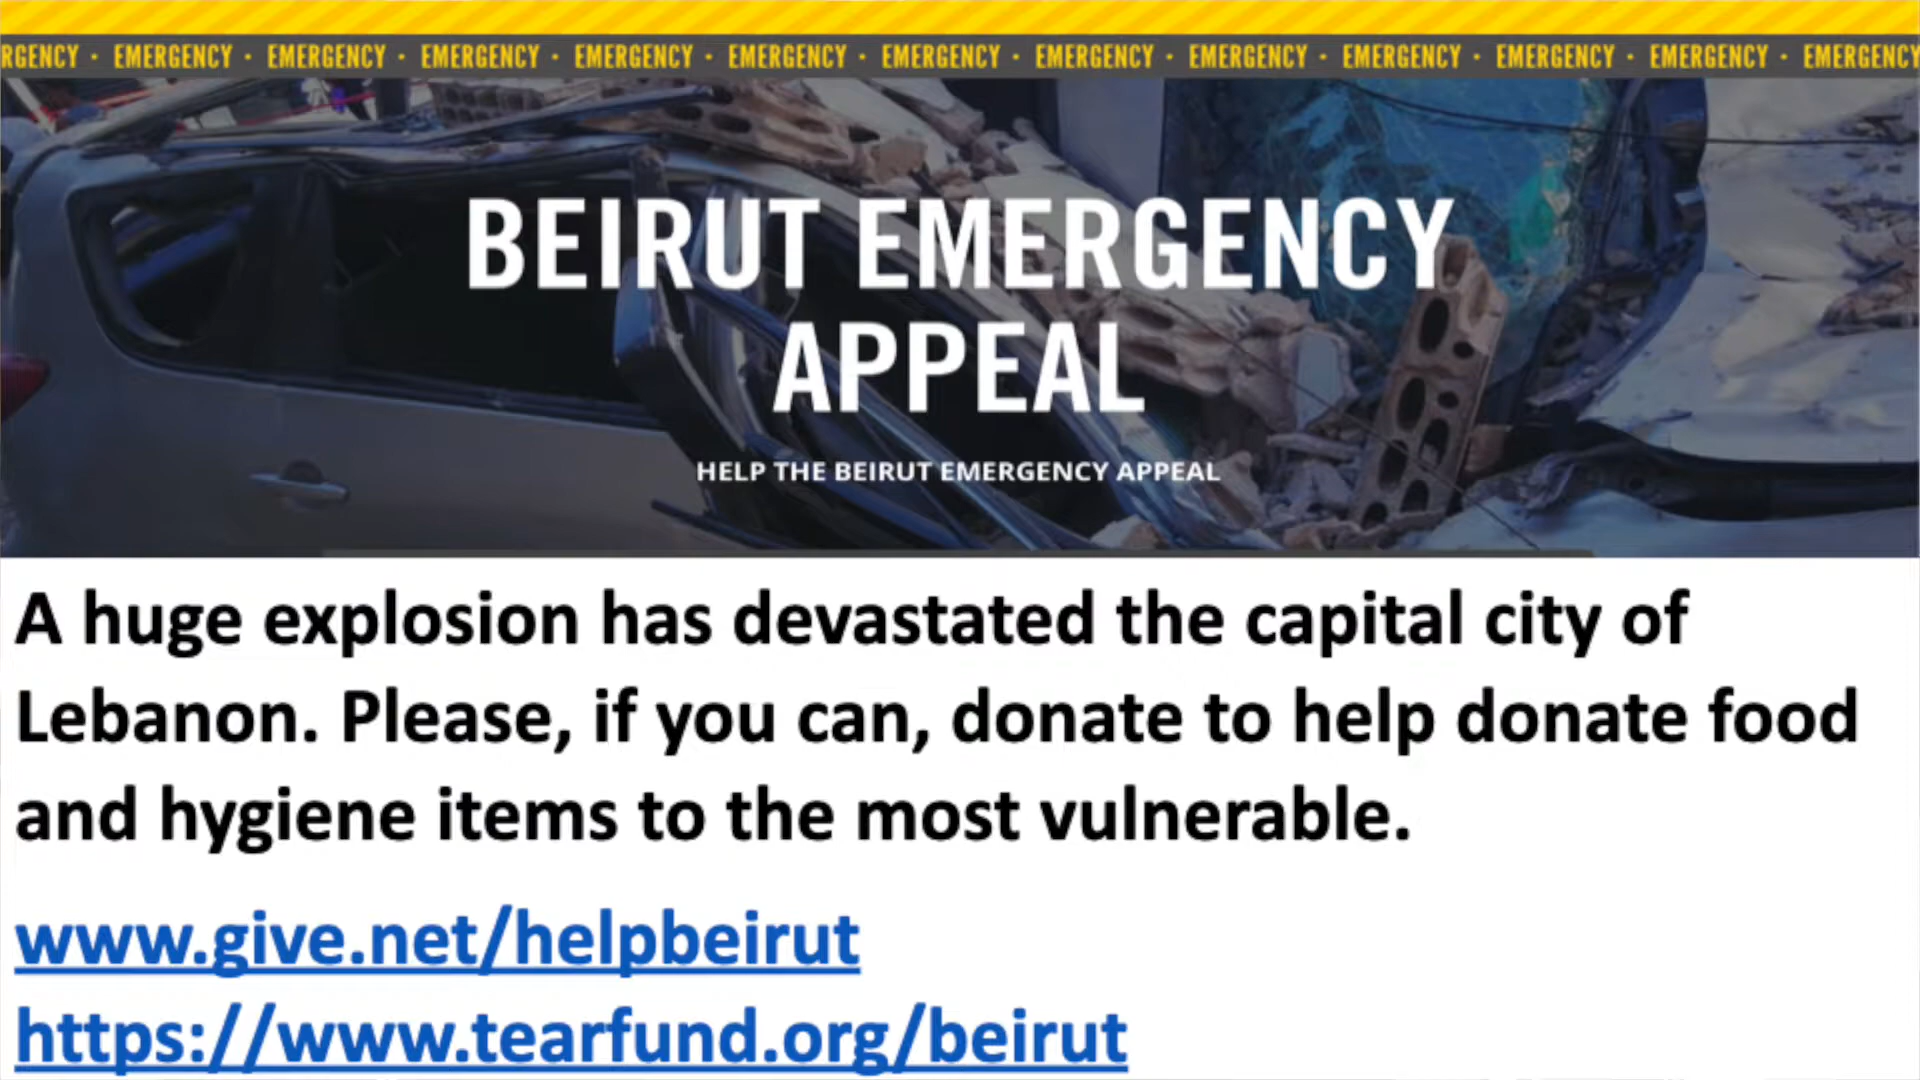 RGENCY · EMERGENCY · EMERGENCY · EMERGENCY · EMERGENCY · EMERGENCY · EMERGENCY · EMERGENCY · EMERGENCY · EMERGENCY · EMERGENCY · EMERGENCY · EMERGENCY
BEIRUT EMERGENCY
APPEAL
HELP THE BEIRUT EMERGENCY APPEAL
A huge explosion has devastated the capital city of
Lebanon. Please, if you can, donate to help donate food
and hygiene items to the most vulnerable.
www.give.net/helpbeirut
https://www.tearfund.org/beirut